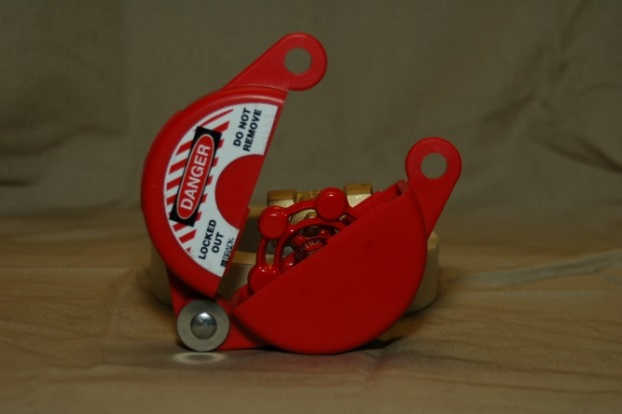 DANGER
DO NOT
REMOVE
LOCKED
OUT